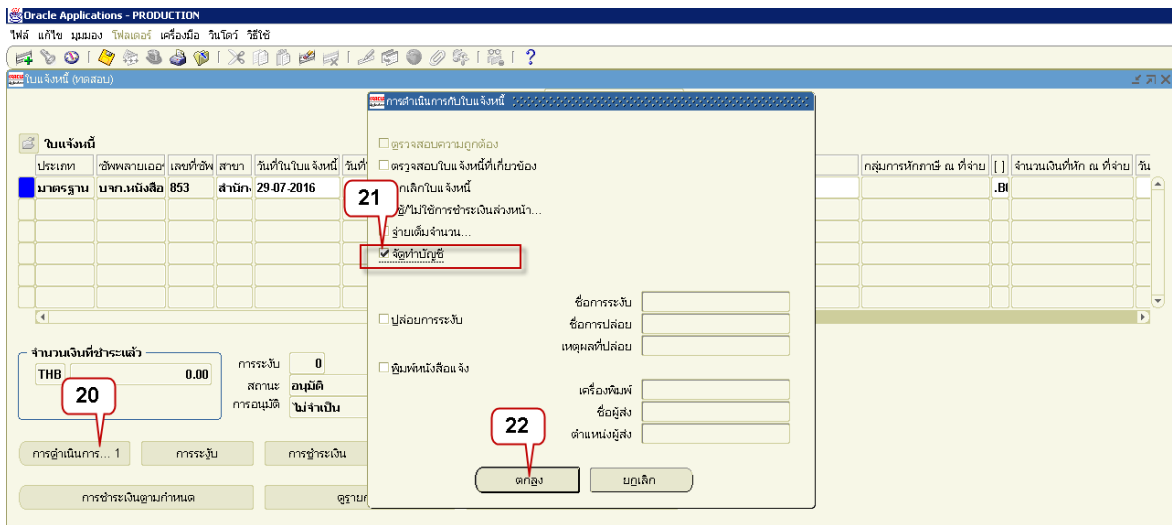 Oracle Applications - PRODUCTION
ไฟล์ แก้ไข มุมมอง โฟลเดอร์ เครื่องมือ วินโดว์ วิธีใช้
ใบแจ้งหนี้ (ทดสอบ)
การดำเนินการกับใบแจ้งหนี้
ตรวจสอบความถูกต้อง
ใบแจ้งหนี้
ตรวจสอบใบแจ้งหนี้ที่เกี่ยวข้อง
ประเภท ซัพพลายเออ เลขที่ซัพ สาขา วันที่ในใบแจ้งหนี้ วันที่ กลุ่มการหักภาษี ณ ที่จ่าย [ ] จำนวนเงินที่หัก ณ ที่จ่าย วัน
มาตรฐาน บจก.หนังสือ 853 สำนัก 29-07-2016 .B
กเลิกใบแจ้งหนี้
21
ช้/ไม่ใช้การชำระเงินล่วงหน้า...
จ่ายเต็มจำนวน...
จัดทำบัญชี
ชื่อการระงับ
ปล่อยการระงับ
ชื่อการปล่อย
เหตุผลที่ปล่อย
จำนวนเงินที่ชำระแล้ว
THB 0.00
การระงับ 0
สถานะ อนุมัติ
การอนุมัติ ไม่จำเป็น
พิมพ์หนังสือแจ้ง
เครื่องพิมพ์
ชื่อผู้ส่ง
ตำแหน่งผู้ส่ง
20
22
การดำเนินการ... 1 การระงับ การชำระเงิน
ตกลง ยกเลิก
การชำระเงินตามกำหนด ดูราย